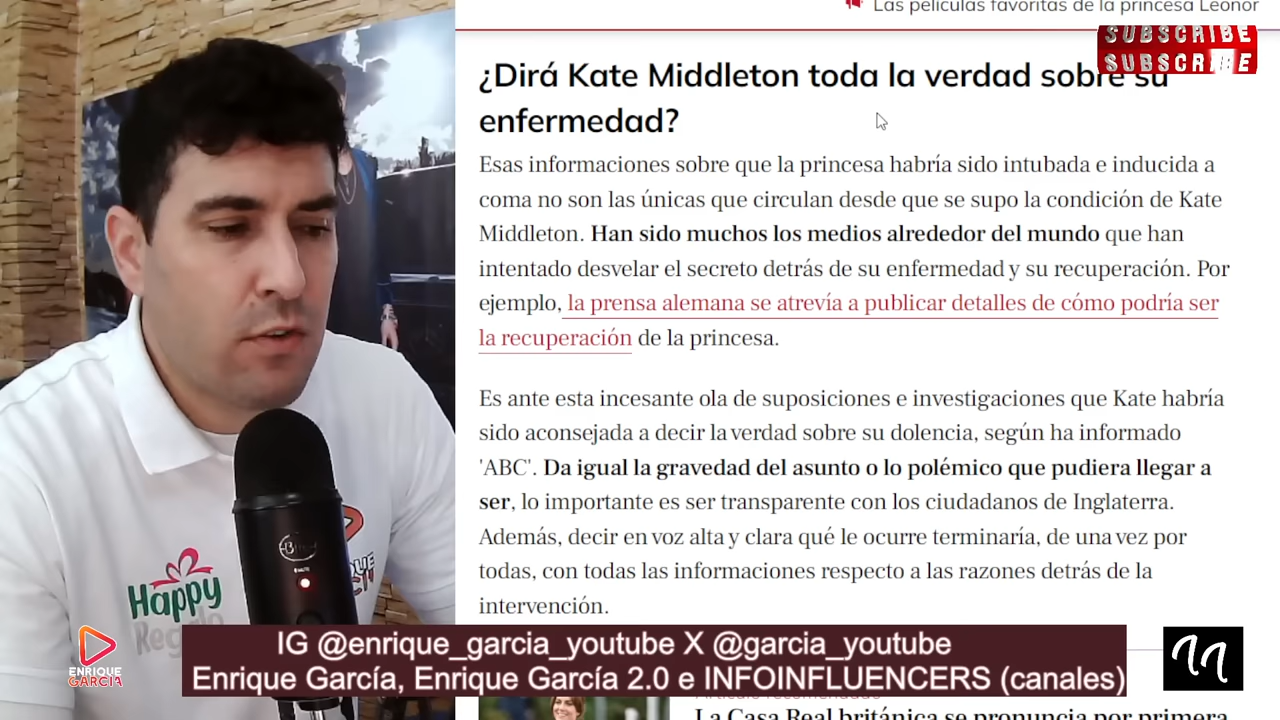 Las películas favoritas de la princesa Leonor
SUBSCRIBE
SUBSCRIBE
¿Dirá Kate Middleton toda la verdad sobre su
enfermedad?
Esas informaciones sobre que la princesa habría sido intubada e inducida a
coma no son las únicas que circulan desde que se supo la condición de Kate
Middleton. Han sido muchos los medios alrededor del mundo que han
intentado desvelar el secreto detrás de su enfermedad y su recuperación. Por
ejemplo, la prensa alemana se atrevía a publicar detalles de cómo podría ser
la recuperación de la princesa.
Es ante esta incesante ola de suposiciones e investigaciones que Kate habría
sido aconsejada a decir la verdad sobre su dolencia, según ha informado
'ABC'. Da igual la gravedad del asunto o lo polémico que pudiera llegar a
ser, lo importante es ser transparente con los ciudadanos de Inglaterra.
Además, decir en voz alta y clara qué le ocurre terminaría, de una vez por
todas, con todas las informaciones respecto a las razones detrás de la
intervención.
Happy
Regalo
ENRIQUE
GARCÍA
IG @enrique_garcia_youtube X @garcia_youtube
Enrique García, Enrique García 2.0 e INFOINFLUENCERS (canales)
La Casa Real británica se pronuncia por primera